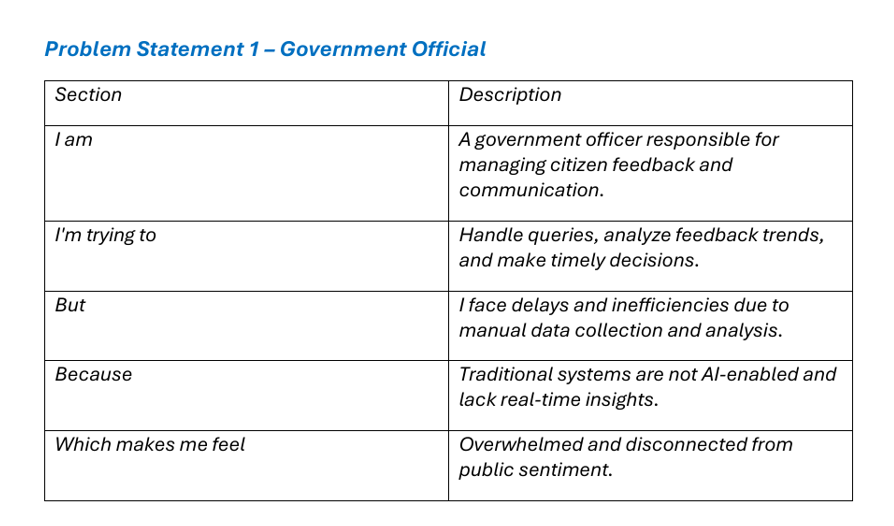 Problem Statement 1 – Government Official
Section
Description
I am
A government officer responsible for
managing citizen feedback and
communication.
I'm trying to
Handle queries, analyze feedback trends,
and make timely decisions.
But
I face delays and inefficiencies due to
manual data collection and analysis.
Because
Traditional systems are not AI-enabled and
lack real-time insights.
Which makes me feel
Overwhelmed and disconnected from
public sentiment.